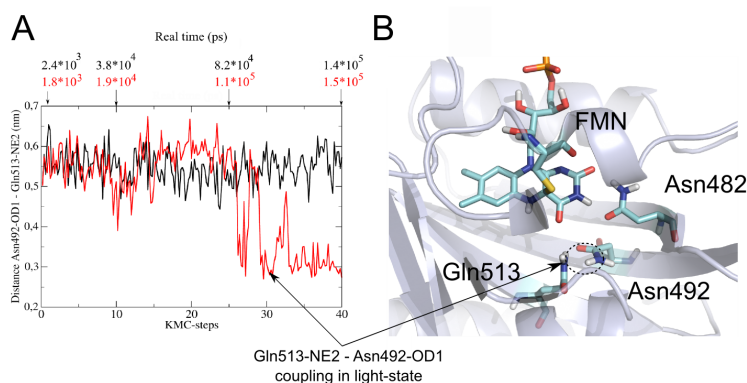 A
Real time (ps)
2.4*10³ 3.8*10⁴ 8.2*10⁴ 1.4*10⁵
1.8*10³ 1.9*10⁴ 1.1*10⁵ 1.5*10⁵
Distance Asn492-OD1 - Gln513-NE2 (nm)
0,7
0,6
0,5
0,4
0,3
0,2
0 10 20 30 40
KMC-steps
B
FMN
Asn482
Gln513
Asn492
Gln513-NE2 - Asn492-OD1
coupling in light-state